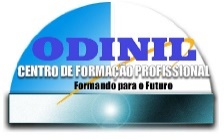 ODINIL
CENTRO DE FORMAÇÃO PROFISSIONAL
Formando para o Futuro